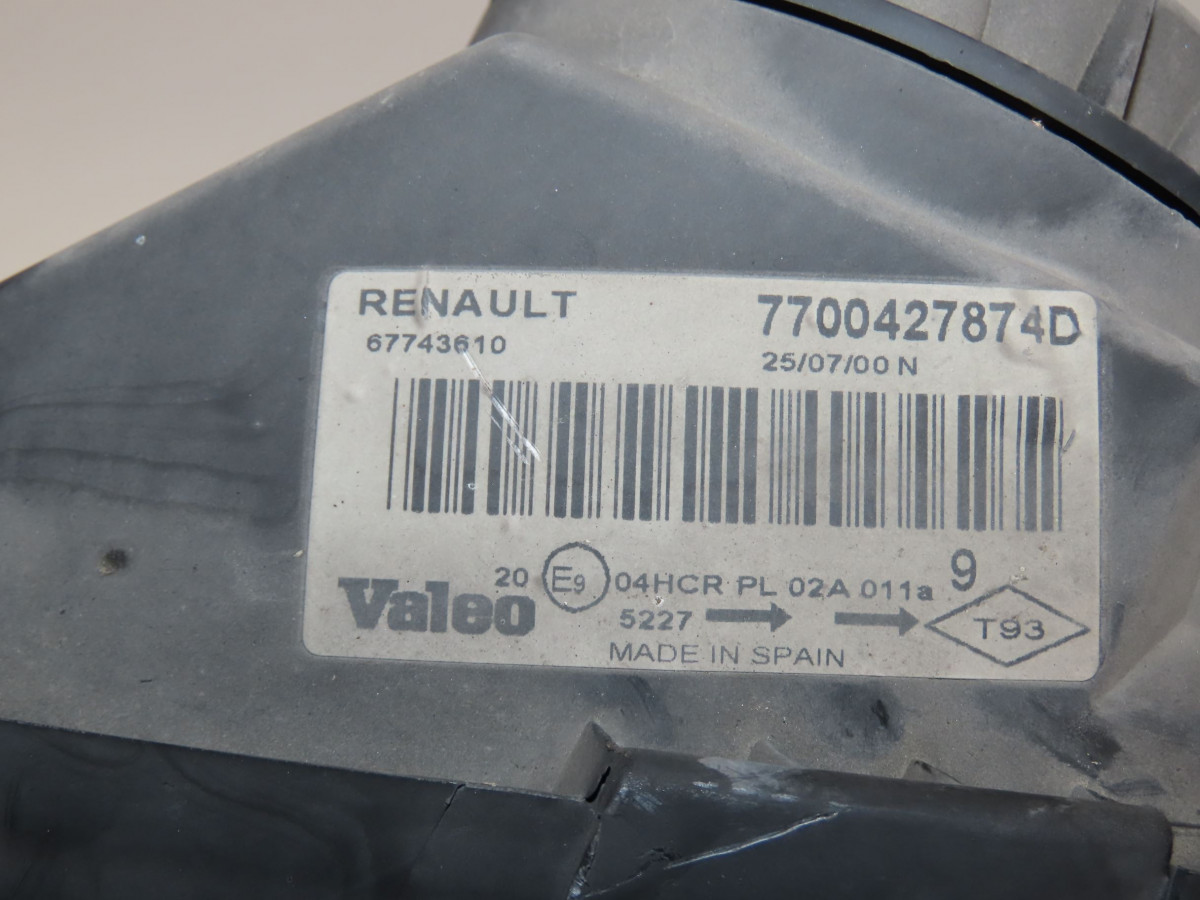 RENAULT 7700427874D
67743610 25/07/00 N
9
20 E9 04HCR PL 02A 011a
Valeo 5227 T93
MADE IN SPAIN